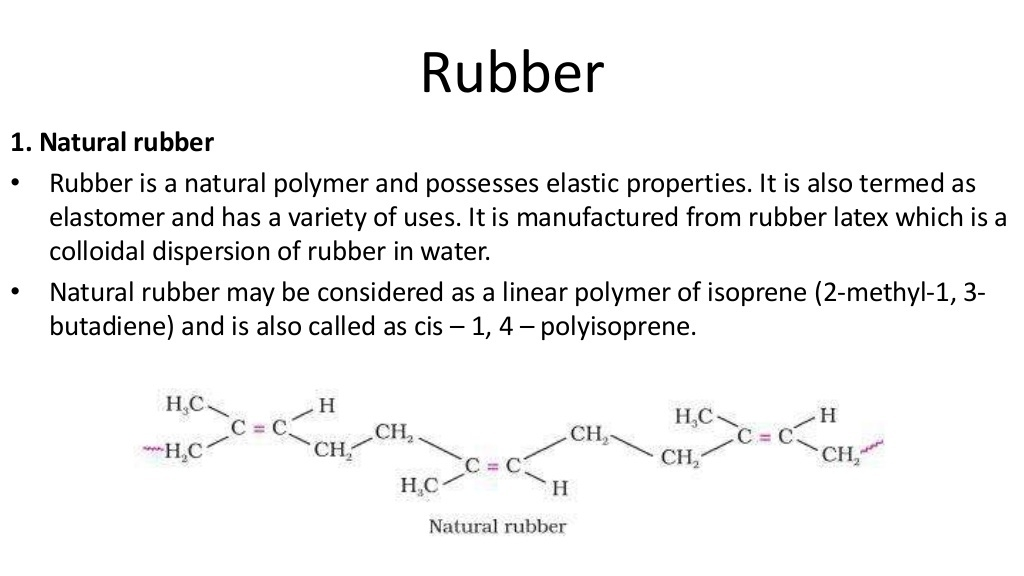 Rubber
1. Natural rubber
• Rubber is a natural polymer and possesses elastic properties. It is also termed as
elastomer and has a variety of uses. It is manufactured from rubber latex which is a
colloidal dispersion of rubber in water.
• Natural rubber may be considered as a linear polymer of isoprene (2-methyl-1, 3-
butadiene) and is also called as cis – 1, 4 – polyisoprene.
H₃C H H₃C H
C = C CH₂ CH₂ C = C
H₂C CH₂ CH₂ CH₂
C = C
H₃C H
Natural rubber